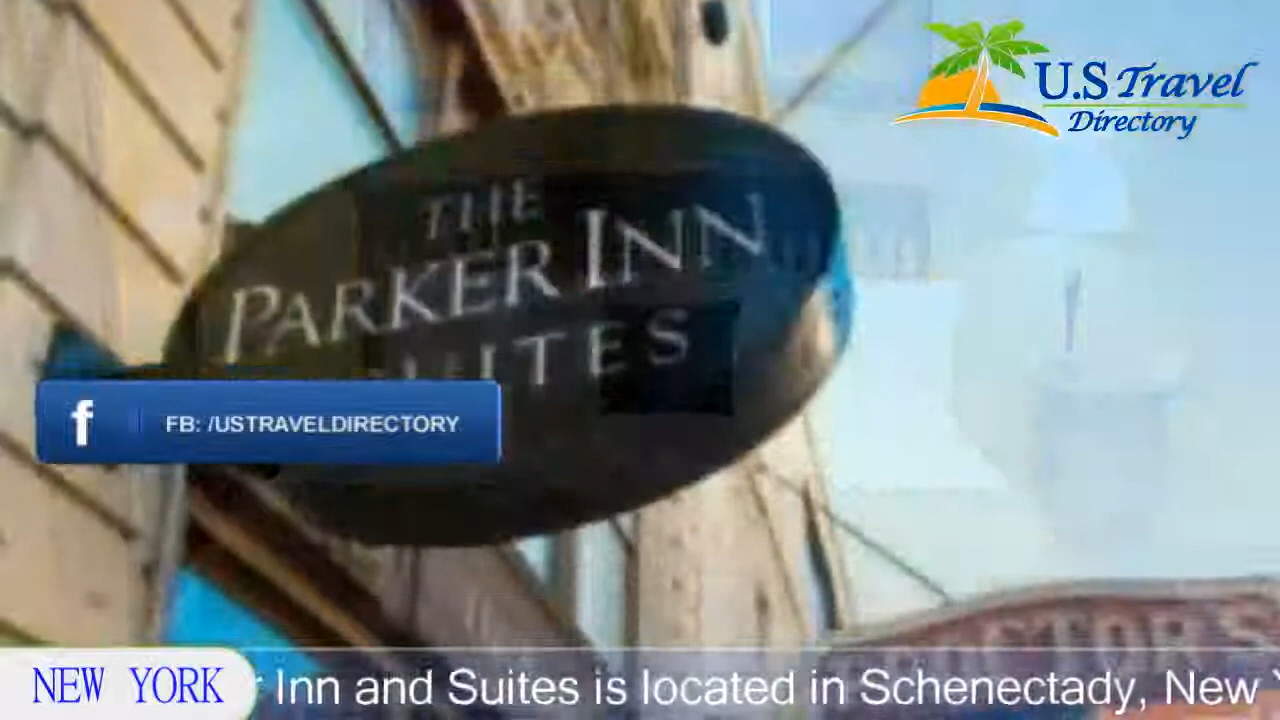 U.S Travel
Directory
THE
PARKER INN
SUITES
FB: /USTRAVELDIRECTORY
NEW YORK
r Inn and Suites is located in Schenectady, New Y